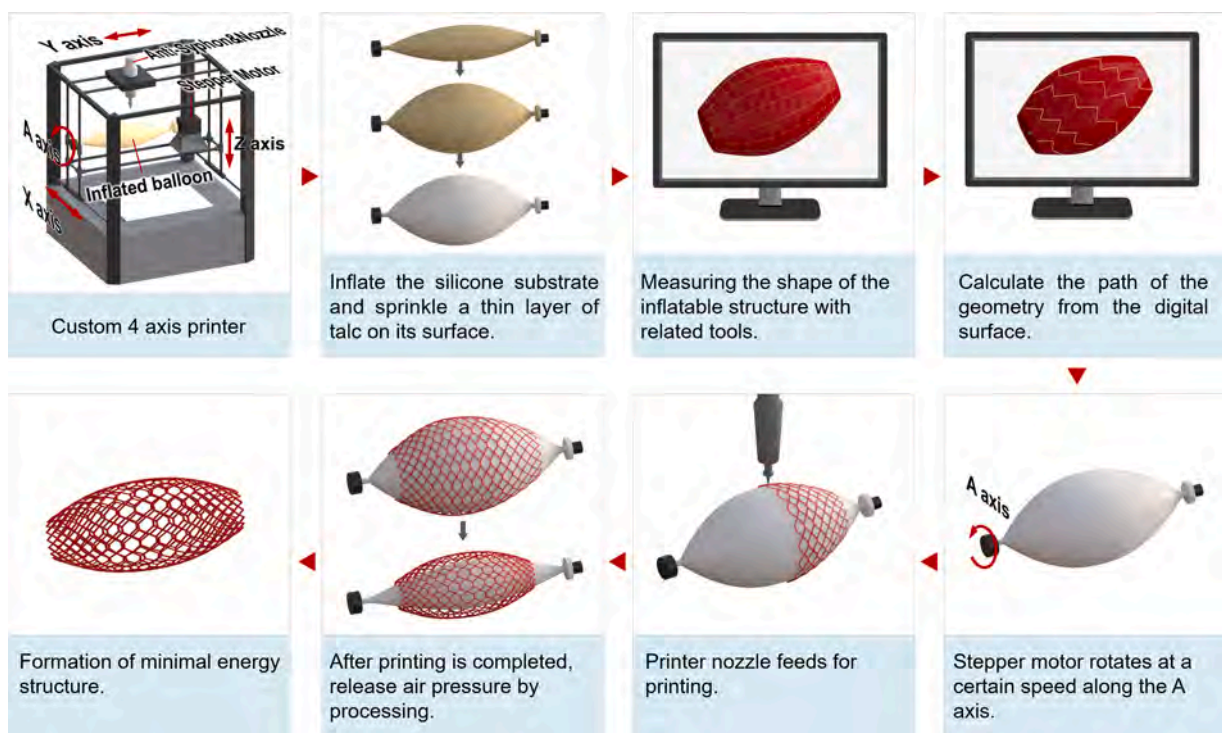 Y axis
Anti-Syphon&Nozzle
Stepper Motor
A axis
Z axis
Inflated balloon
X axis
Custom 4 axis printer
Inflate the silicone substrate
and sprinkle a thin layer of
talc on its surface.
Measuring the shape of the
inflatable structure with
related tools.
Calculate the path of the
geometry from the digital
surface.
A axis
Stepper motor rotates at a
certain speed along the A
axis.
Printer nozzle feeds for
printing.
After printing is completed,
release air pressure by
processing.
Formation of minimal energy
structure.